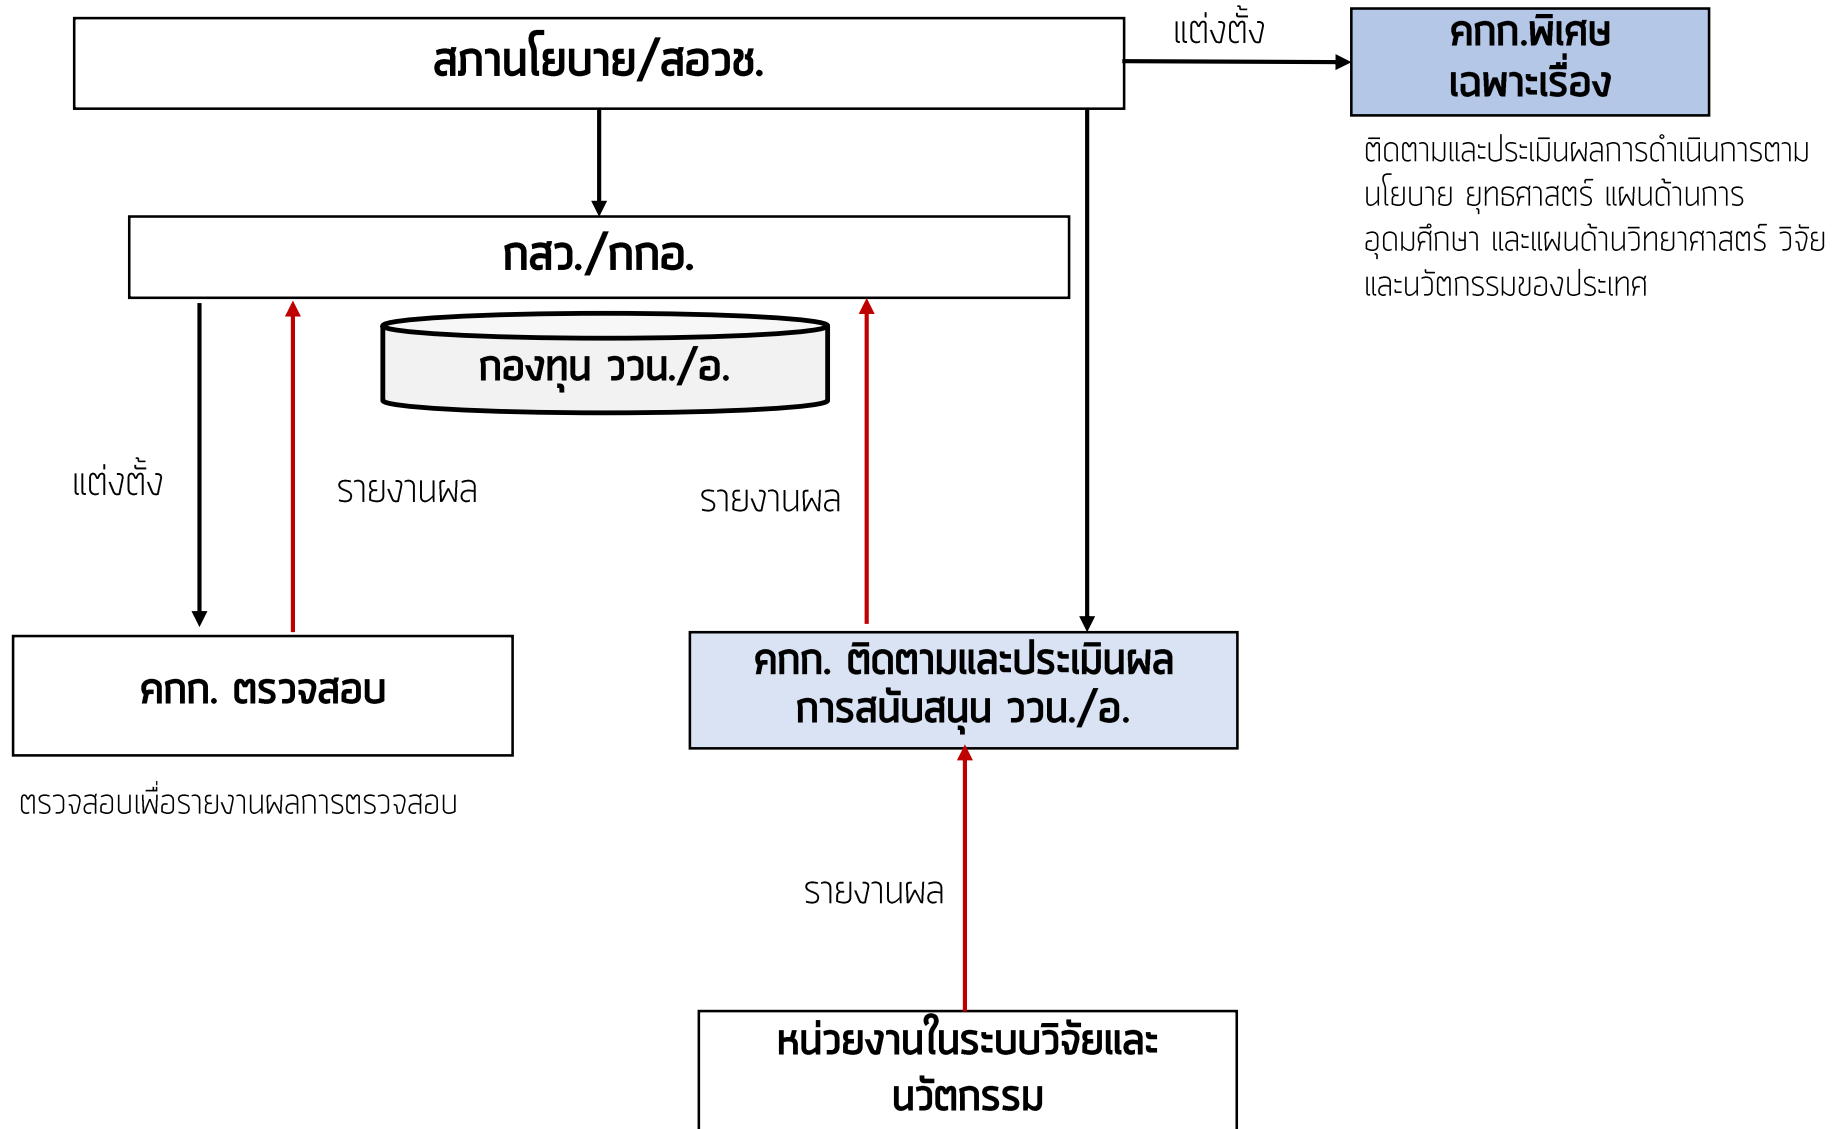 สภานโยบาย/สอวช.
แต่งตั้ง
คกก.พิเศษ
เฉพาะเรื่อง
ติดตามและประเมินผลการดำเนินการตาม
นโยบาย ยุทธศาสตร์ แผนด้านการ
อุดมศึกษา และแผนด้านวิทยาศาสตร์ วิจัย
และนวัตกรรมของประเทศ
กสว./กกอ.
กองทุน ววน./อ.
แต่งตั้ง
รายงานผล
รายงานผล
คกก. ตรวจสอบ
ตรวจสอบเพื่อรายงานผลการตรวจสอบ
คกก. ติดตามและประเมินผล
การสนับสนุน ววน./อ.
รายงานผล
หน่วยงานในระบบวิจัยและ
นวัตกรรม